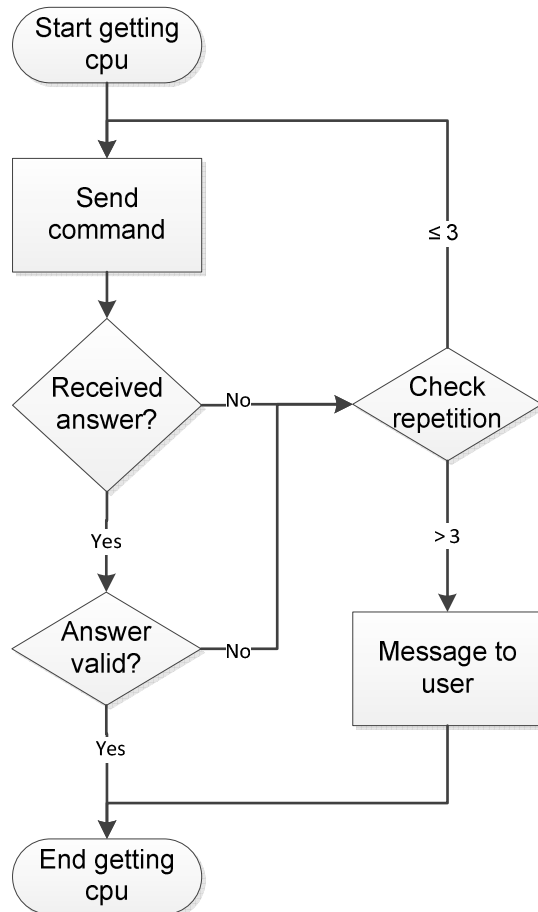 Start getting
cpu
Send
command
≤ 3
Received
answer?
No
Check
repetition
Yes
> 3
Answer
valid?
No
Message to
user
Yes
End getting
cpu